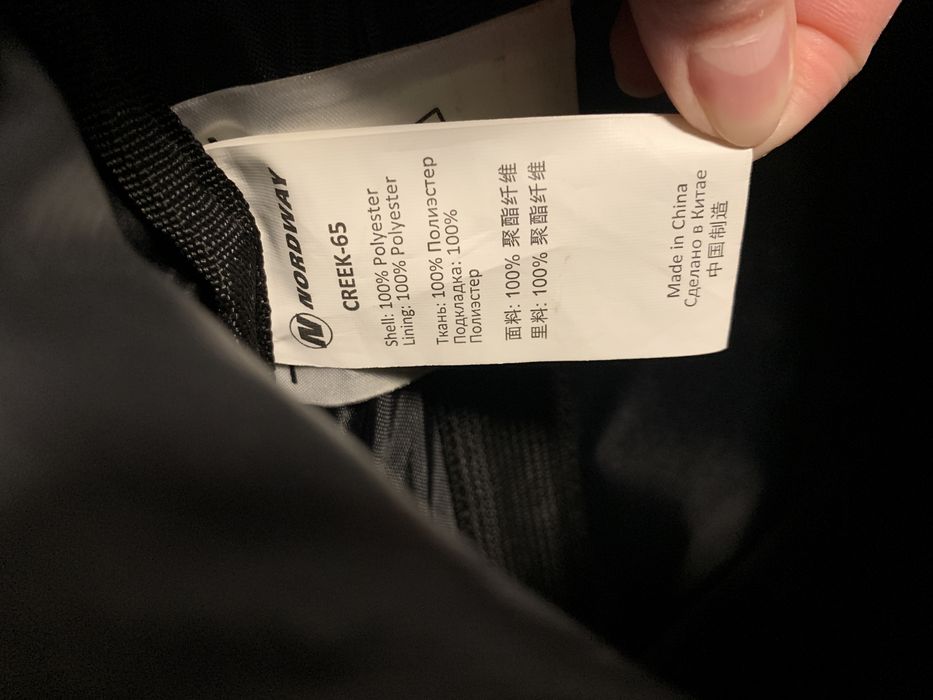 N NORDWAY
CREEK-65
Shell: 100% Polyester
Lining: 100% Polyester
Ткань: 100% Полиэстер
Подкладка: 100%
Полиэстер
面料: 100% 聚酯纤维
里料: 100% 聚酯纤维
Made in China
Сделано в Китае
中国制造